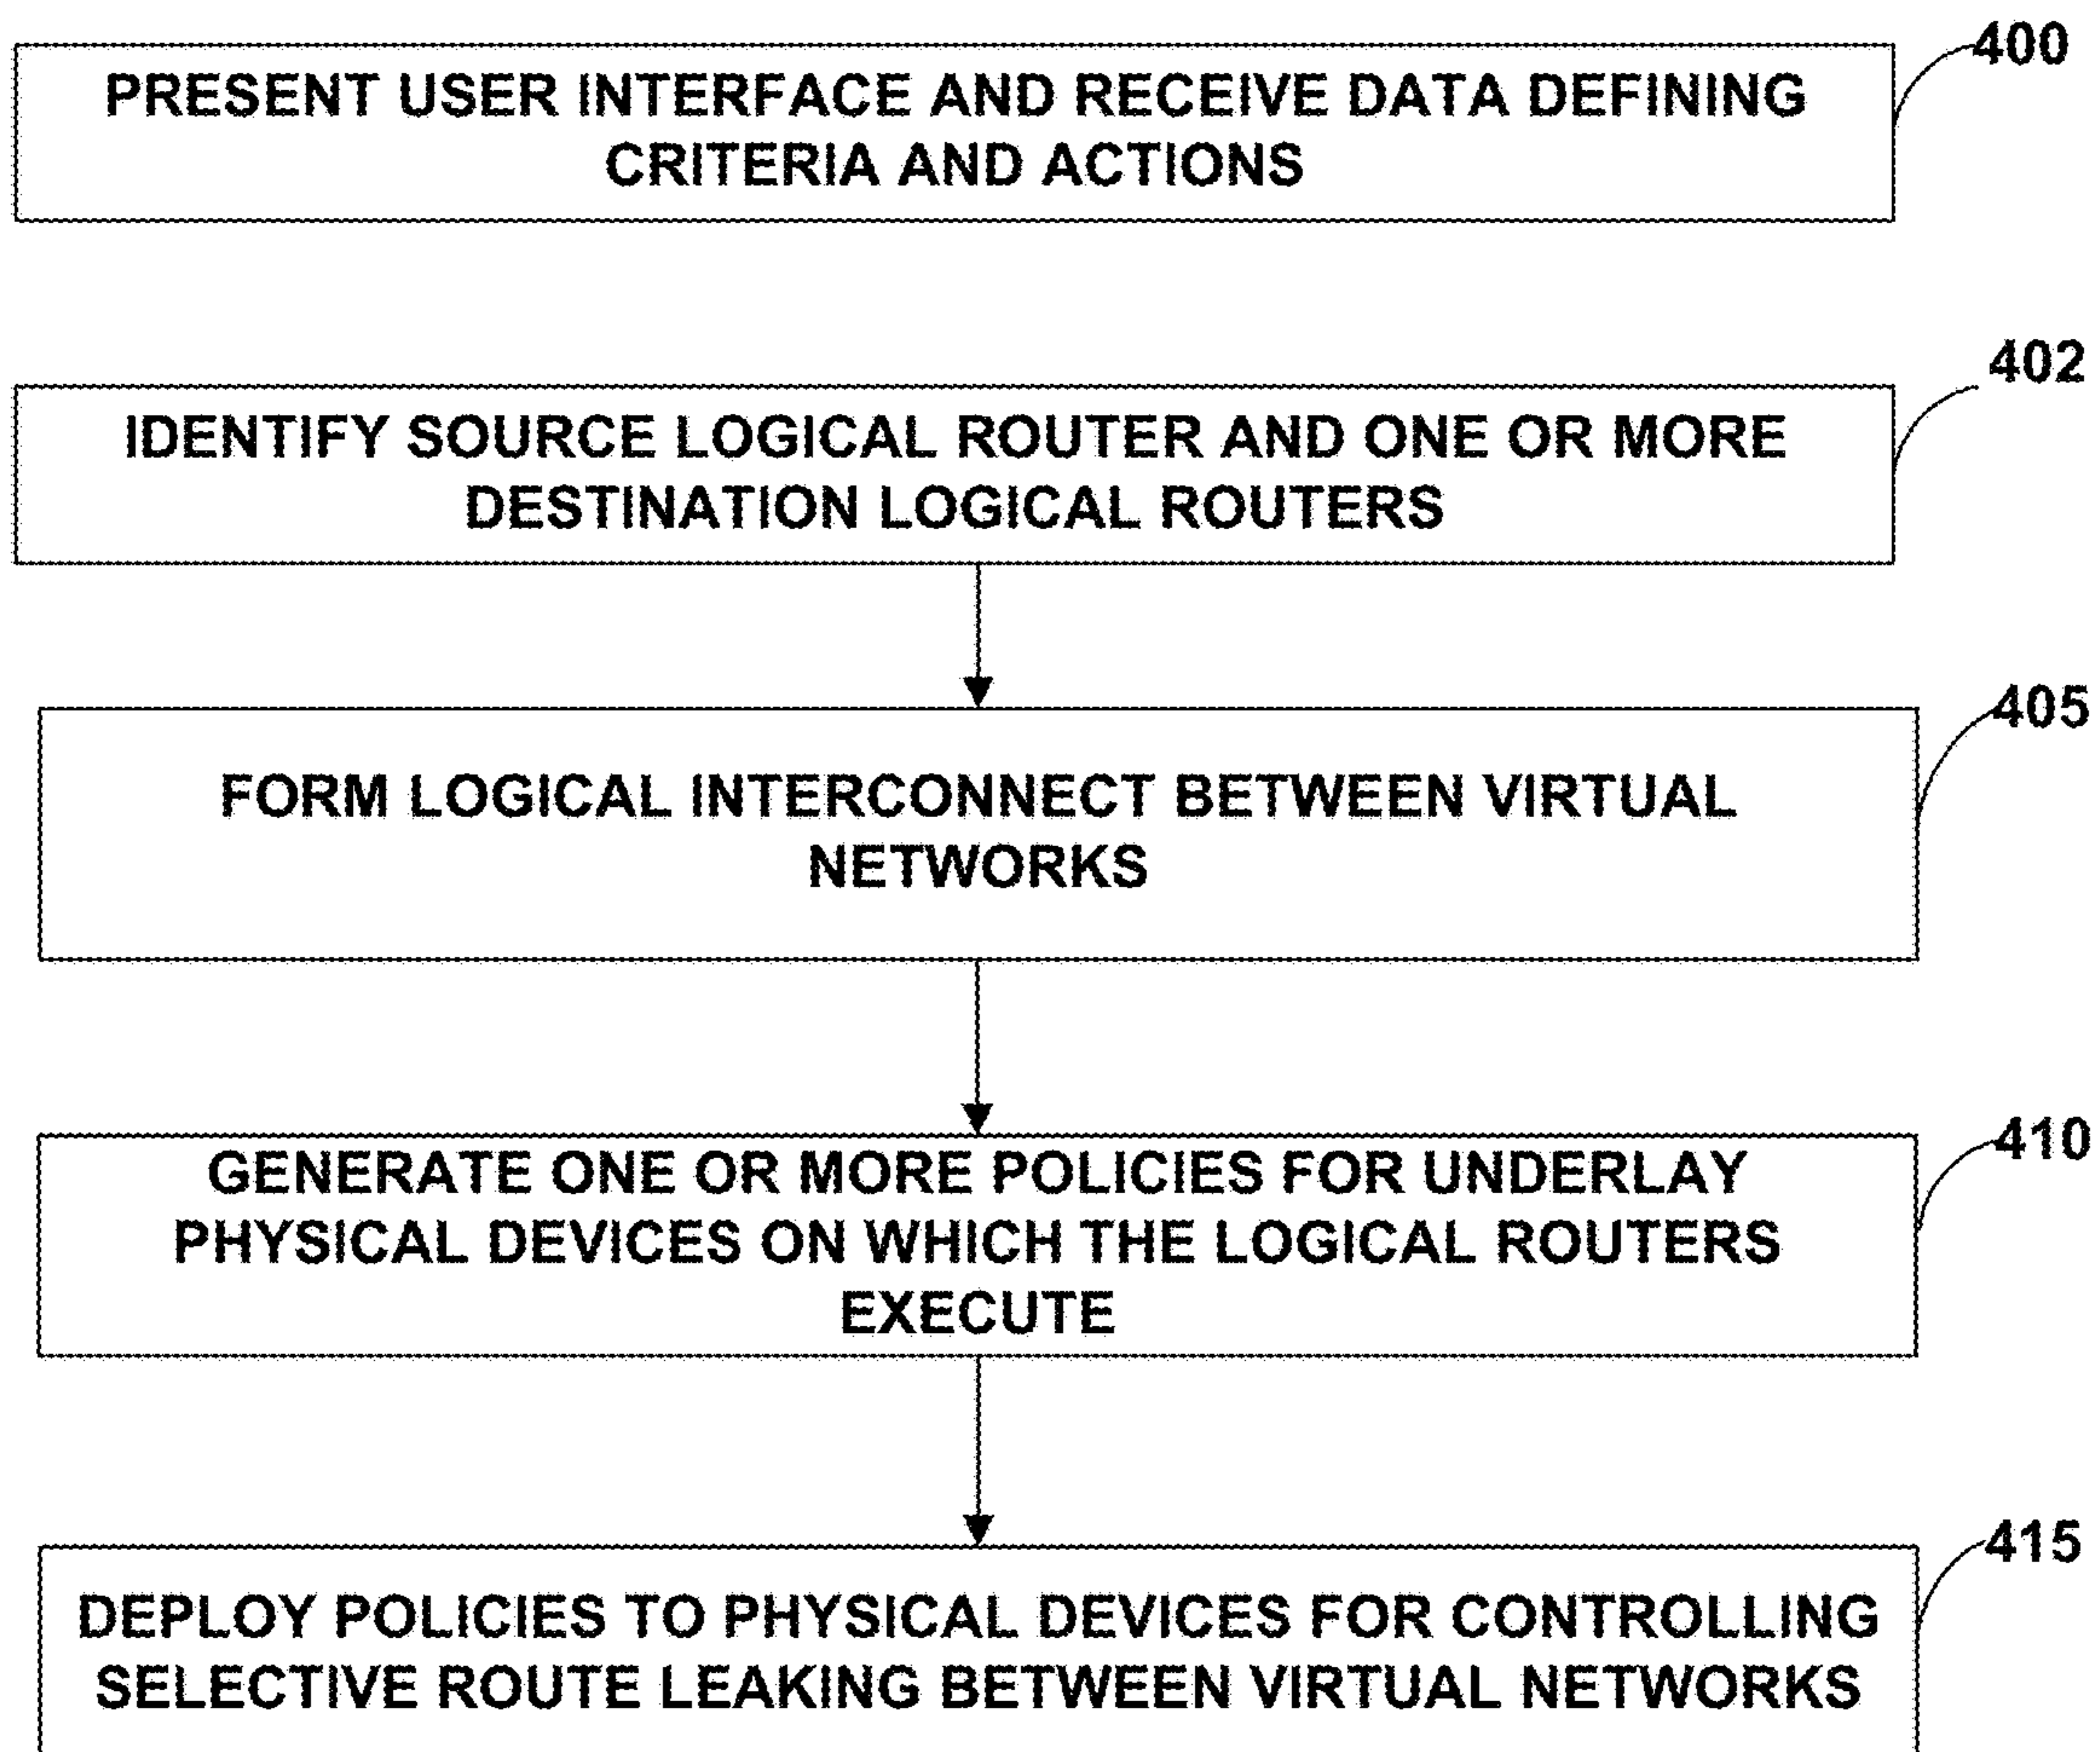 400
PRESENT USER INTERFACE AND RECEIVE DATA DEFINING
CRITERIA AND ACTIONS
402
IDENTIFY SOURCE LOGICAL ROUTER AND ONE OR MORE
DESTINATION LOGICAL ROUTERS
405
FORM LOGICAL INTERCONNECT BETWEEN VIRTUAL
NETWORKS
410
GENERATE ONE OR MORE POLICIES FOR UNDERLAY
PHYSICAL DEVICES ON WHICH THE LOGICAL ROUTERS
EXECUTE
415
DEPLOY POLICIES TO PHYSICAL DEVICES FOR CONTROLLING
SELECTIVE ROUTE LEAKING BETWEEN VIRTUAL NETWORKS